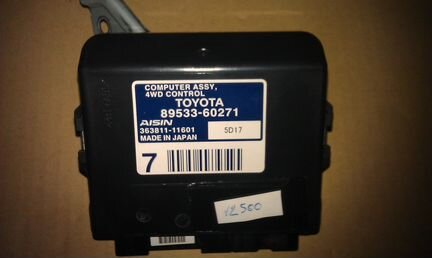 COMPUTER ASSY,
4WD CONTROL
TOYOTA
89533-60271
AISIN
363811-11601
5D17
MADE IN JAPAN
7
12500